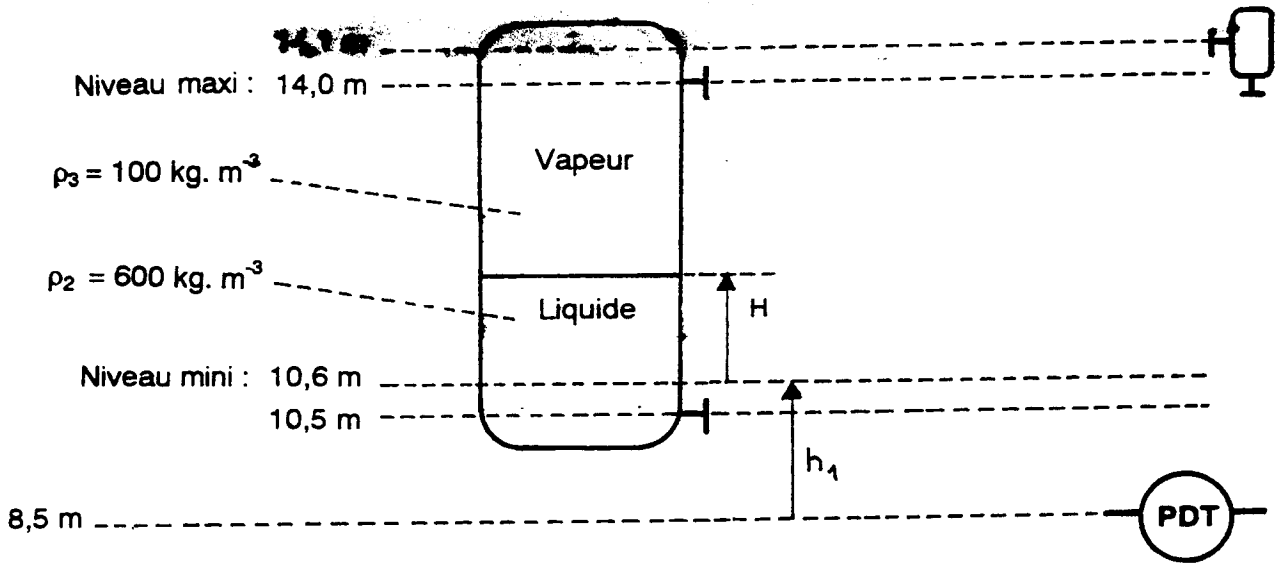 Niveau maxi : 14,0 m
Vapeur
ρ₃ = 100 kg. m⁻³
ρ₂ = 600 kg. m⁻³
Liquide
H
Niveau mini : 10,6 m
10,5 m
h₁
8,5 m
PDT